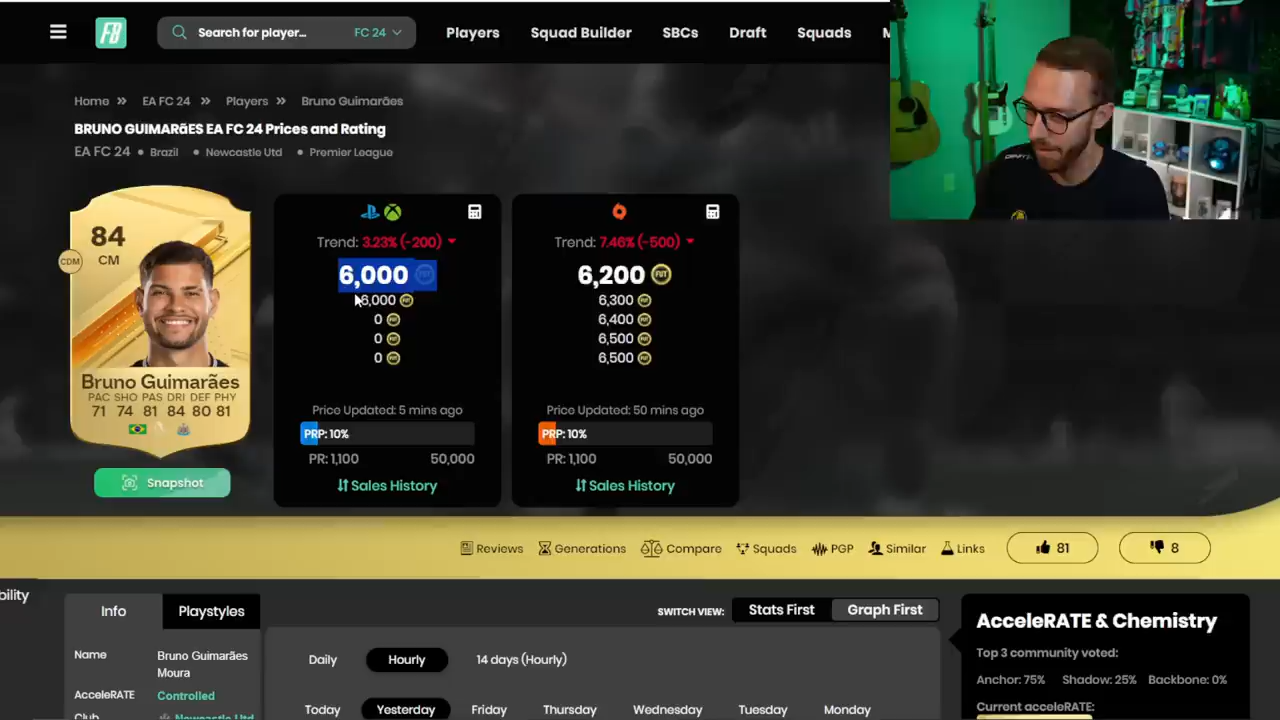 FB
Search for player...
FC 24
Players
Squad Builder
SBCs
Draft
Squads
Home » EA FC 24 » Players » Bruno Guimarães
BRUNO GUIMARãES EA FC 24 Prices and Rating
EA FC 24 • Brazil • Newcastle Utd • Premier League
84
CM
CDM
Bruno Guimarães
PAC SHO PAS DRI DEF PHY
71 74 81 84 80 81
Snapshot
Trend: 3.23% (-200)
6,000
6,000
0
0
0
Price Updated: 5 mins ago
PRP: 10%
PR: 1,100
50,000
Sales History
Trend: 7.46% (-500)
6,200
6,300
6,400
6,500
6,500
Price Updated: 50 mins ago
PRP: 10%
PR: 1,100
50,000
Sales History
Reviews
Generations
Compare
Squads
PGP
Similar
Links
81
8
bility
Info
Playstyles
SWITCH VIEW:
Stats First
Graph First
Name
Bruno Guimarães
Moura
AcceleRATE
Controlled
Club
Newcastle Utd
Daily
Hourly
14 days (Hourly)
Today
Yesterday
Friday
Thursday
Wednesday
Tuesday
Monday
AcceleRATE & Chemistry
Top 3 community voted:
Anchor: 75%
Shadow: 25%
Backbone: 0%
Current acceleRATE: